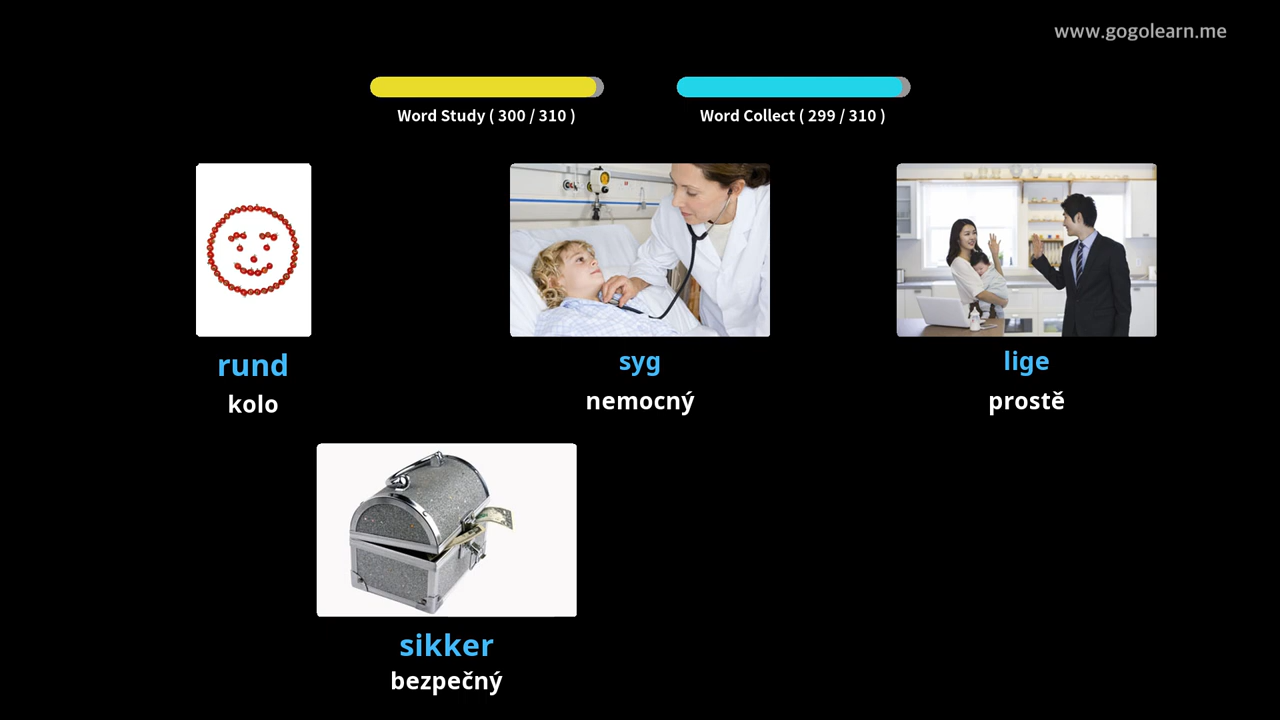 www.gogolearn.me
Word Study ( 300 / 310 )
Word Collect ( 299 / 310 )
rund
kolo
syg
nemocný
lige
prostě
sikker
bezpečný